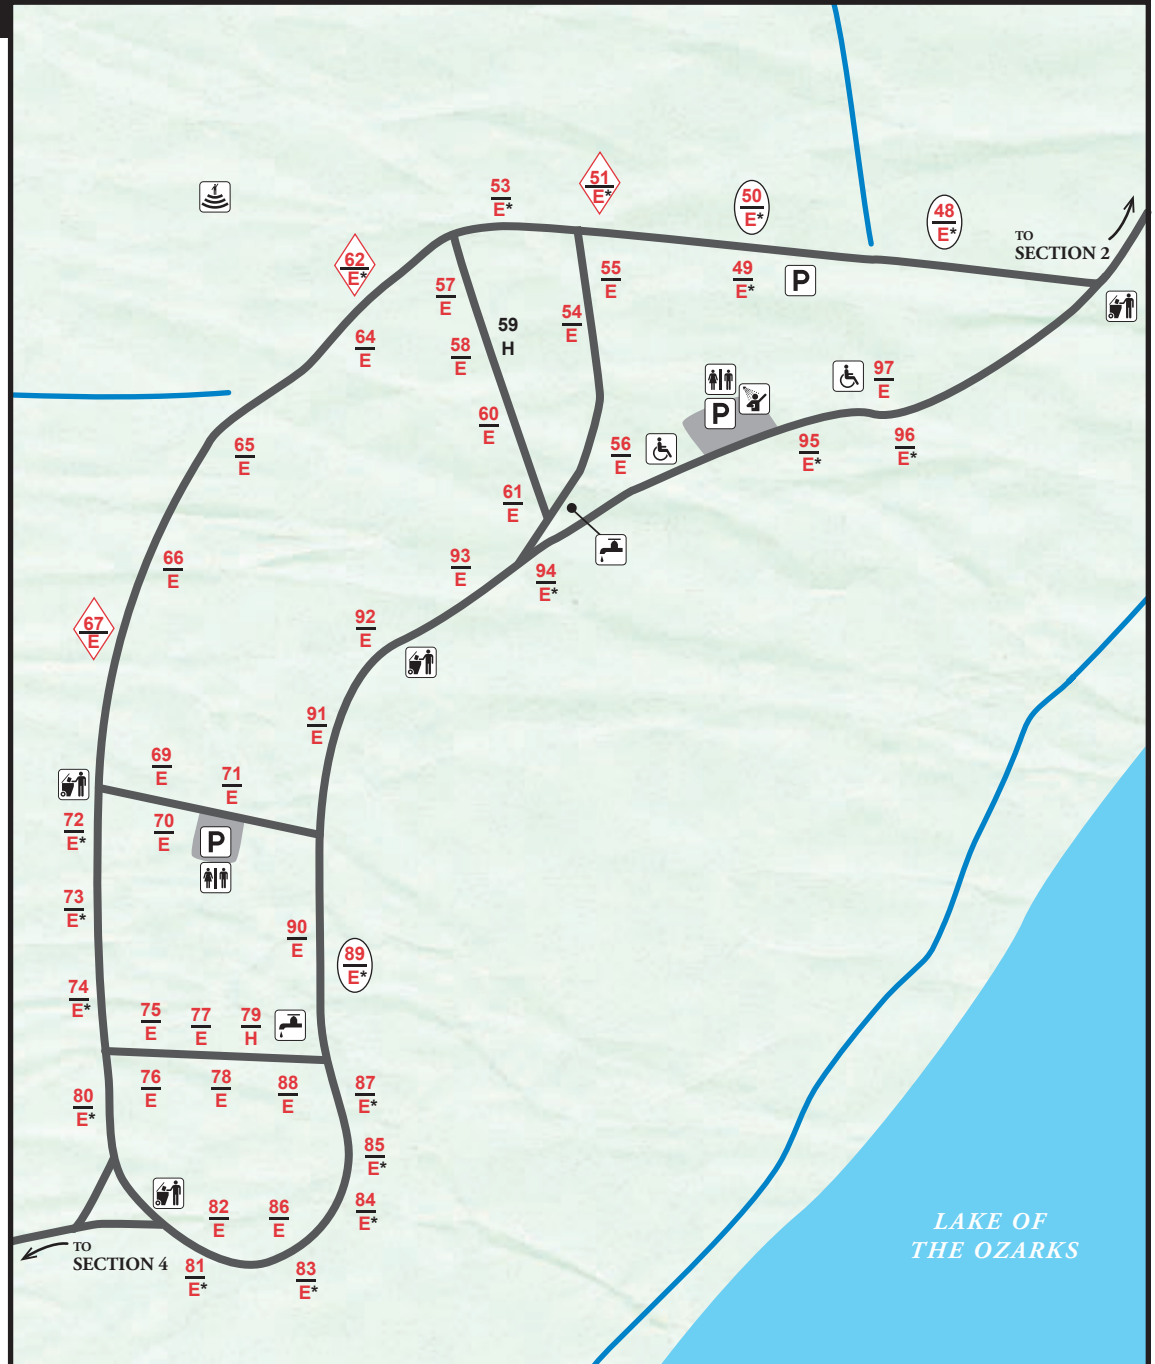 51
E*
53
E*
50
E*
48
E*
TO
SECTION 2
62
E*
55
E
49
E*
P
57
E
54
E
59
H
64
E
58
E
97
E
P
60
E
65
E
56
E
95
E*
96
E*
61
E
66
E
93
E
94
E*
67
E
92
E
91
E
69
E
71
E
72
E*
70
E
P
73
E*
90
E
89
E*
74
E*
75
E
77
E
79
H
76
E
78
E
88
E
87
E*
80
E*
85
E*
82
E
86
E
84
E*
LAKE OF
THE OZARKS
TO
SECTION 4
81
E*
83
E*